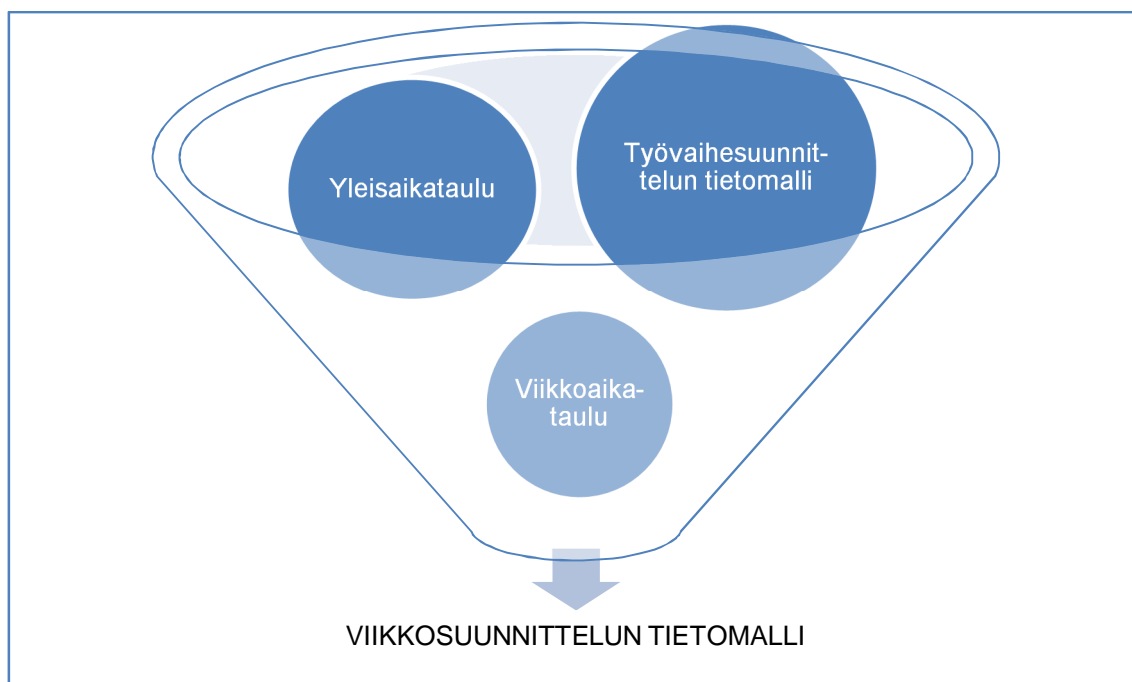 Yleisaikataulu
Työvaihesuunnit-
telun tietomalli
Viikkoaika-
taulu
VIIKKOSUUNNITTELUN TIETOMALLI